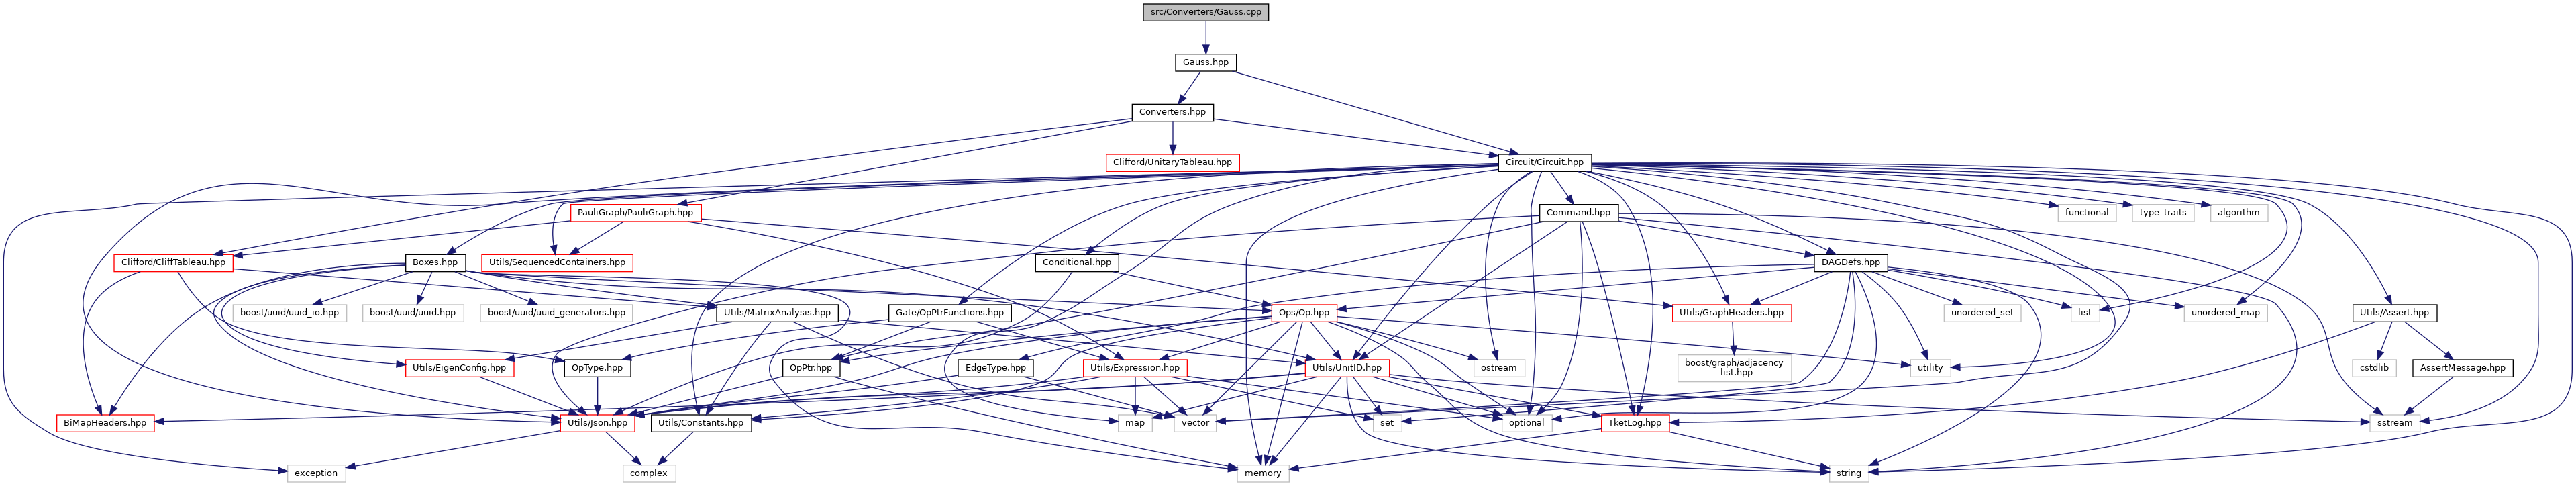 src/Converters/Gauss.cpp
Gauss.hpp
Converters.hpp
Clifford/UnitaryTableau.hpp
Circuit/Circuit.hpp
PauliGraph/PauliGraph.hpp
Command.hpp
functional
type_traits
algorithm
Clifford/CliffTableau.hpp
Boxes.hpp
Utils/SequencedContainers.hpp
Conditional.hpp
DAGDefs.hpp
boost/uuid/uuid_io.hpp
boost/uuid/uuid.hpp
boost/uuid/uuid_generators.hpp
Utils/MatrixAnalysis.hpp
Gate/OpPtrFunctions.hpp
Ops/Op.hpp
Utils/GraphHeaders.hpp
unordered_set
list
unordered_map
Utils/Assert.hpp
Utils/EigenConfig.hpp
OpType.hpp
OpPtr.hpp
EdgeType.hpp
Utils/Expression.hpp
Utils/UnitID.hpp
ostream
boost/graph/adjacency
_list.hpp
utility
cstdlib
AssertMessage.hpp
BiMapHeaders.hpp
Utils/Json.hpp
Utils/Constants.hpp
map
vector
set
optional
TketLog.hpp
sstream
exception
complex
memory
string